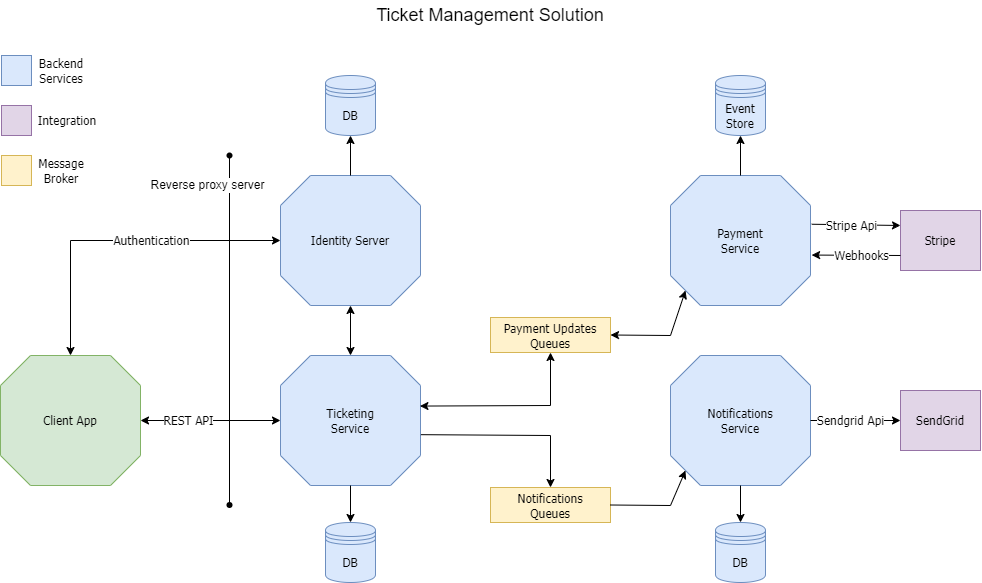 Ticket Management Solution
Backend
Services
Integration
Message
Broker
DB
Event
Store
Reverse proxy server
Authentication
Identity Server
Payment
Service
Stripe Api
Webhooks
Stripe
Payment Updates
Queues
Client App
REST API
Ticketing
Service
Notifications
Service
Sendgrid Api
SendGrid
Notifications
Queues
DB
DB